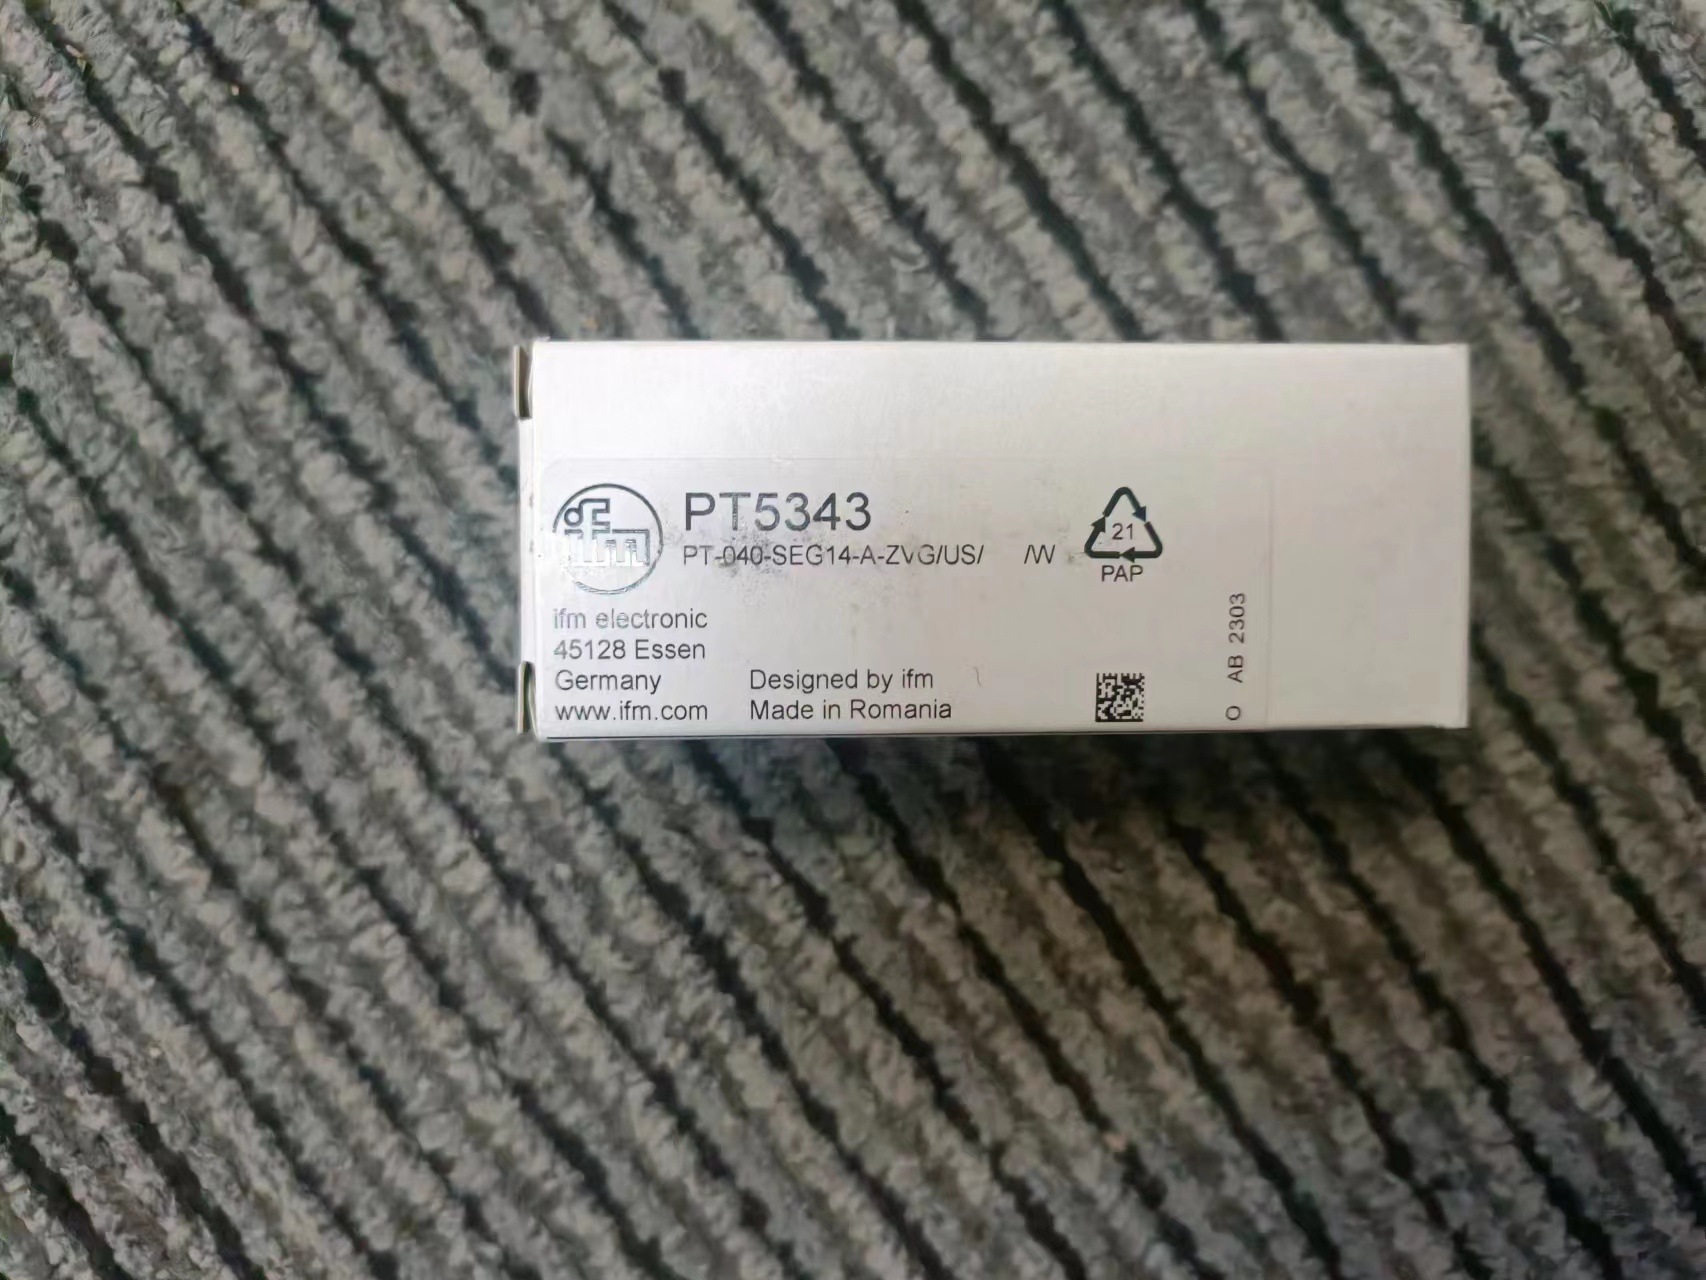 ifm
PT5343
PT-040-SEG14-A-ZVG/US/ /W
21
PAP
ifm electronic
45128 Essen
Germany
www.ifm.com
Designed by ifm
Made in Romania
O AB 2303